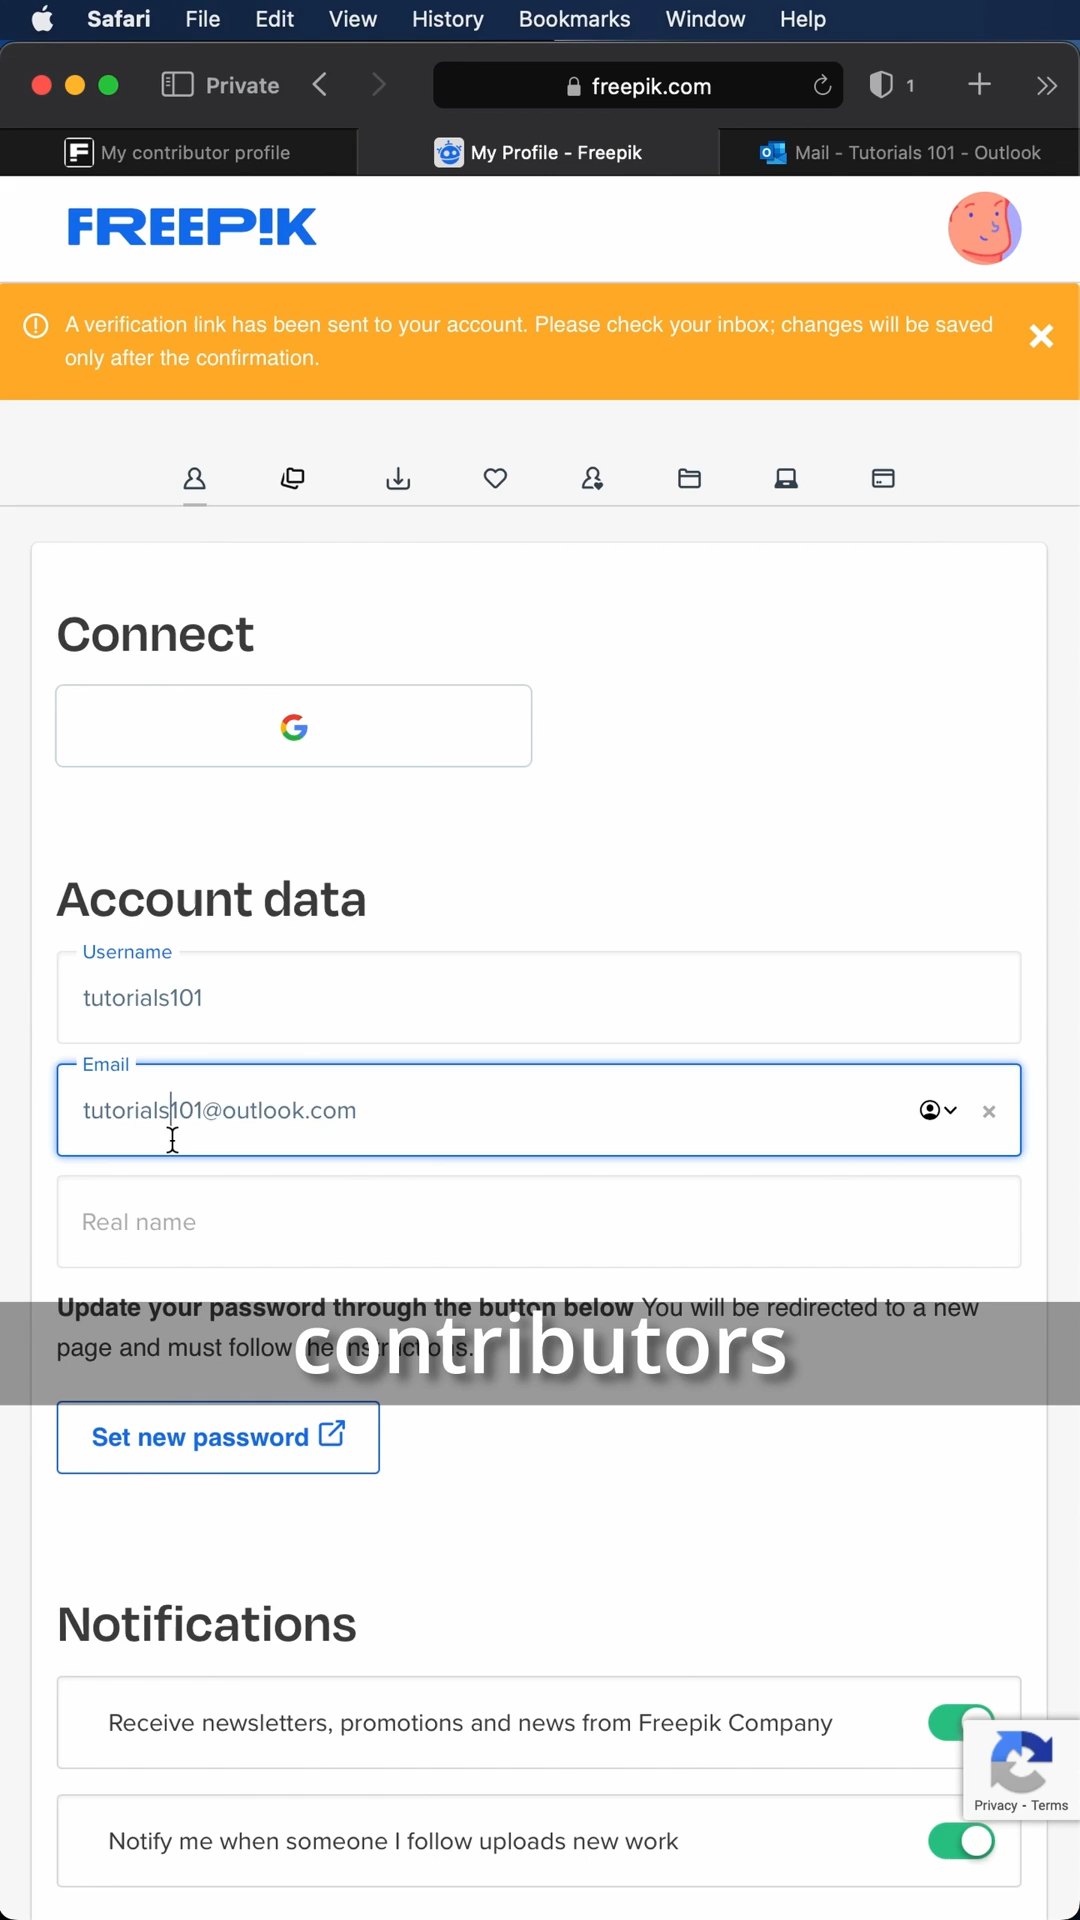 Safari File Edit View History Bookmarks Window Help
Private freepik.com 1
My contributor profile My Profile - Freepik Mail - Tutorials 101 - Outlook
FREEP!K
A verification link has been sent to your account. Please check your inbox; changes will be saved
only after the confirmation.
Connect
Account data
Username
tutorials101
Email
tutorials101@outlook.com
Real name
Update your password through the button below You will be redirected to a new
page and must follow the instructions.
contributors
Set new password
Notifications
Receive newsletters, promotions and news from Freepik Company
Privacy - Terms
Notify me when someone I follow uploads new work